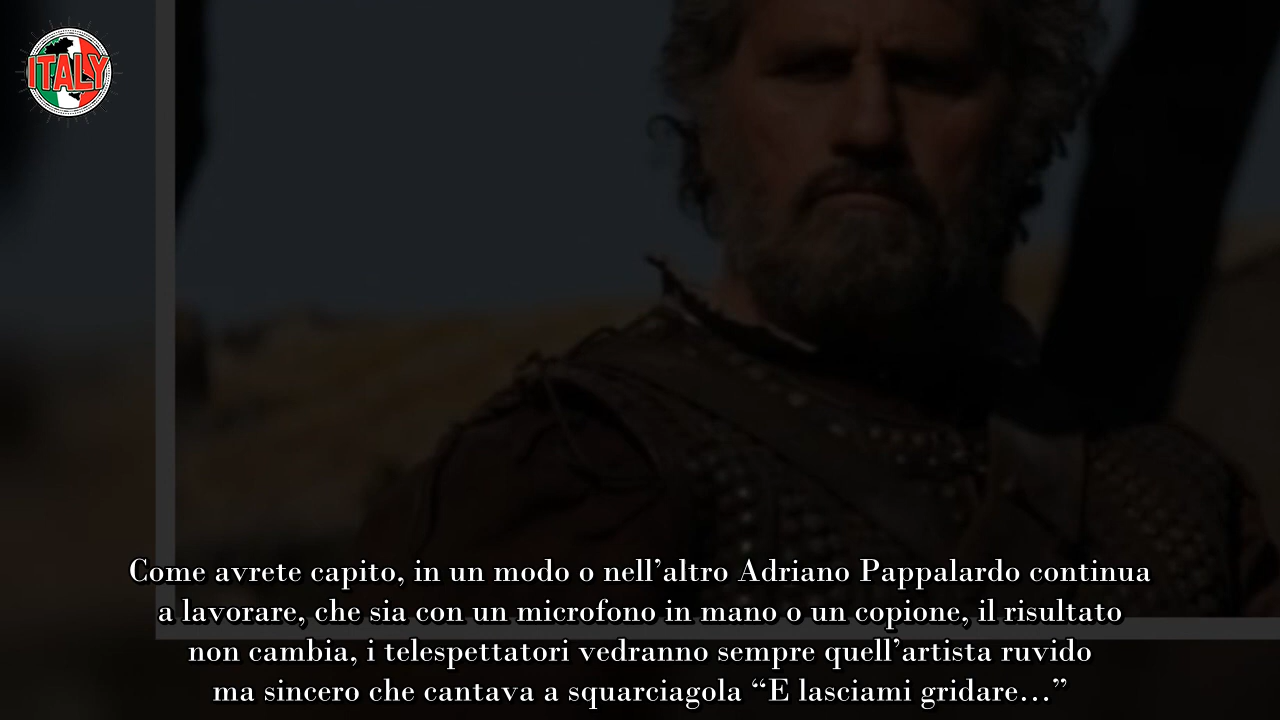 ITALY
Come avrete capito, in un modo o nell’altro Adriano Pappalardo continua
a lavorare, che sia con un microfono in mano o un copione, il risultato
non cambia, i telespettatori vedranno sempre quell’artista ruvido
ma sincero che cantava a squarciagola “E lasciami gridare…”